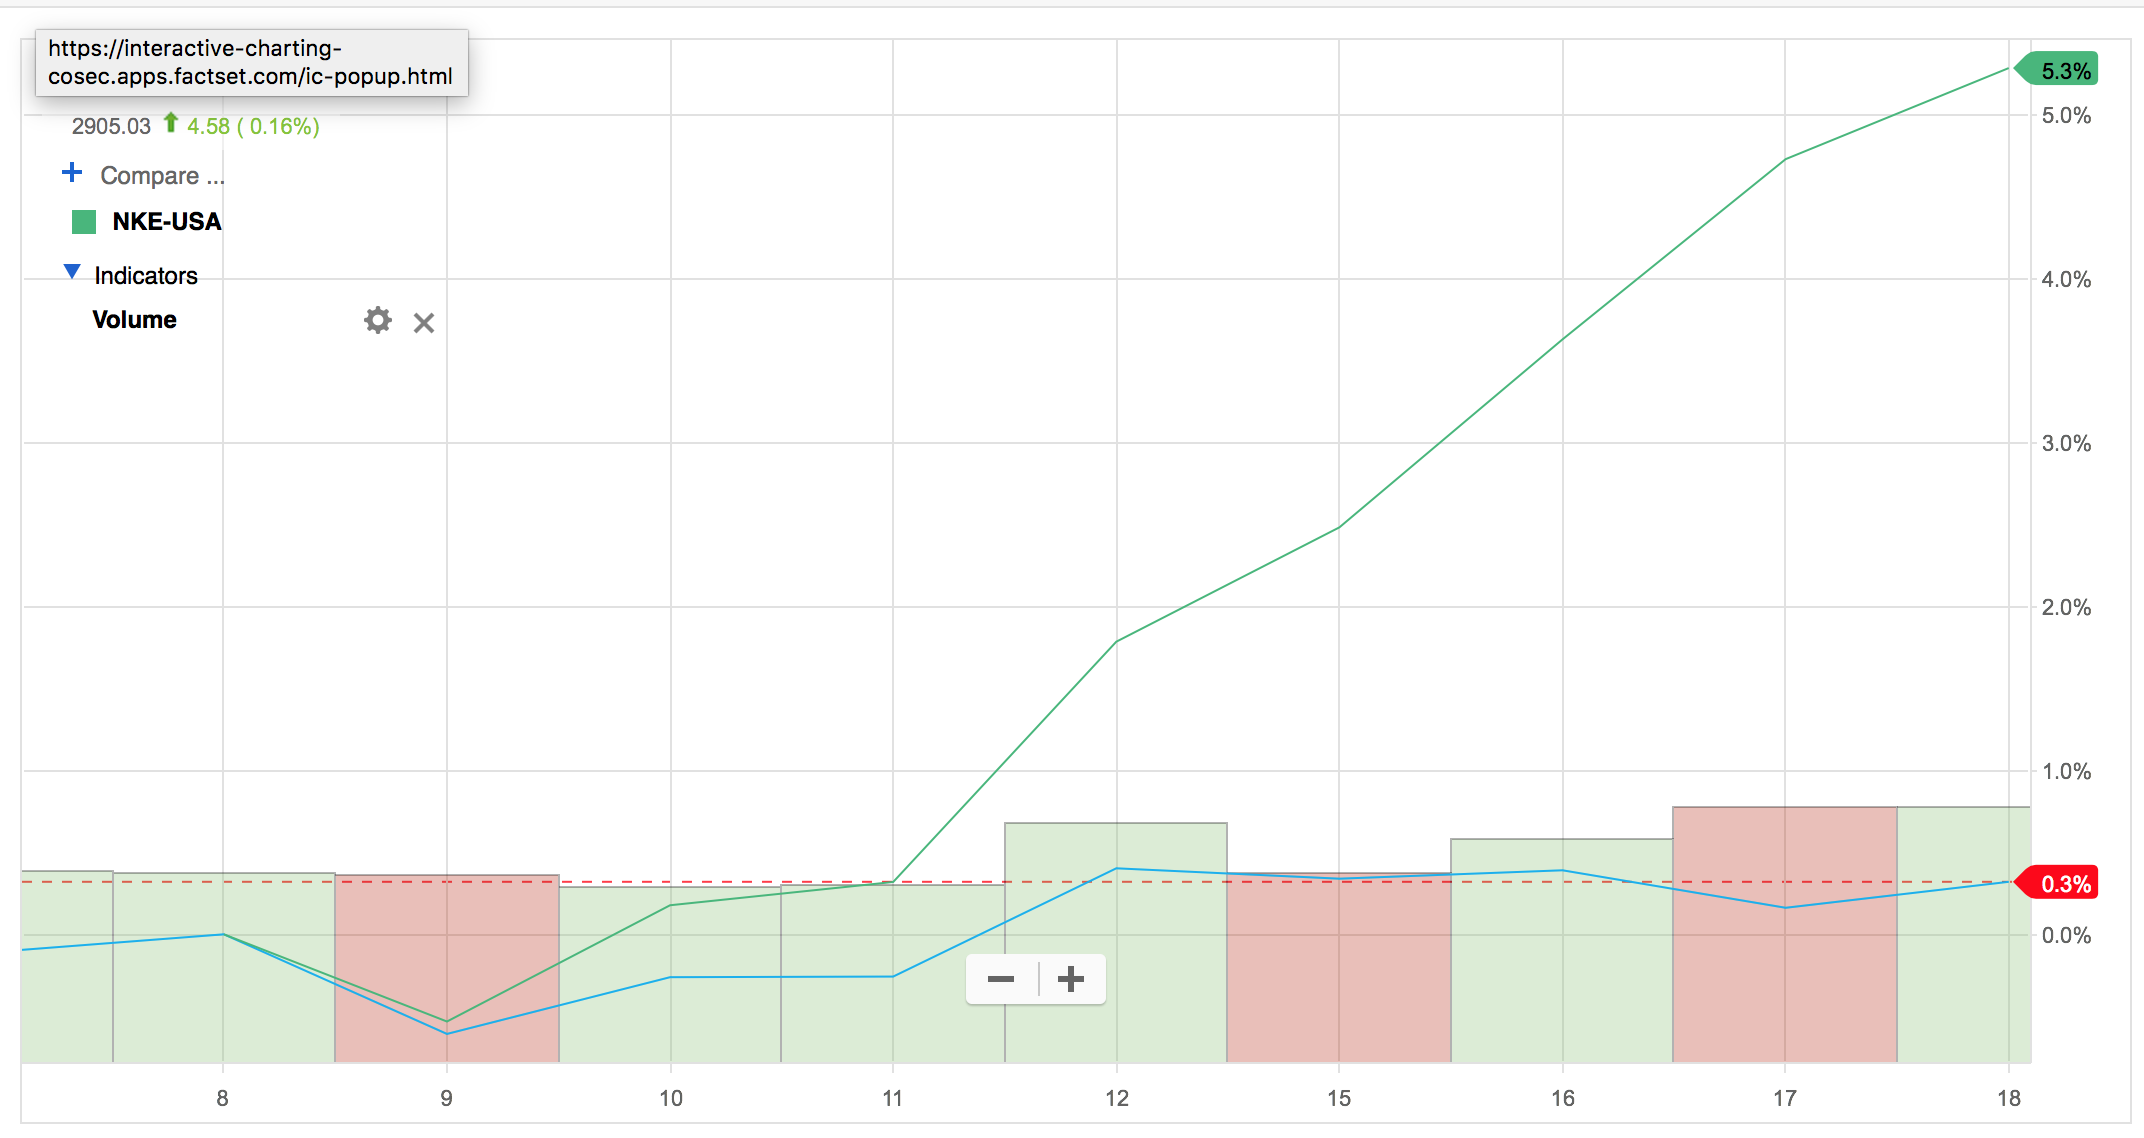 https://interactive-charting-
cosec.apps.factset.com/ic-popup.html
2905.03 4.58 ( 0.16%)
Compare ...
NKE-USA
Indicators
Volume
5.3%
5.0%
4.0%
3.0%
2.0%
1.0%
0.3%
0.0%
8 9 10 11 12 15 16 17 18